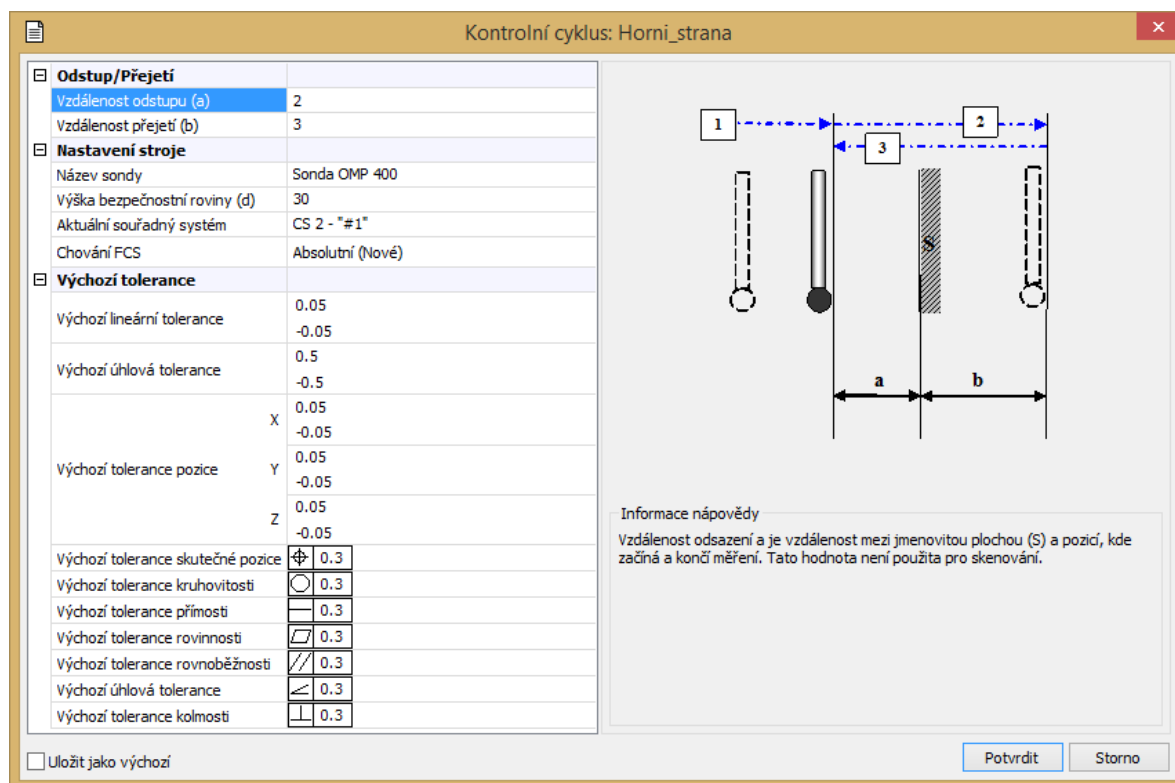 Kontrolní cyklus: Horni_strana
Odstup/Přejetí
Vzdálenost odstupu (a) 2
Vzdálenost přejetí (b) 3
Nastavení stroje
Název sondy Sonda OMP 400
Výška bezpečnostní roviny (d) 30
Aktuální souřadný systém CS 2 - "#1"
Chování FCS Absolutní (Nové)
Výchozí tolerance
Výchozí lineární tolerance 0.05
-0.05
Výchozí úhlová tolerance 0.5
-0.5
Výchozí tolerance pozice X 0.05
-0.05
Y 0.05
-0.05
Z 0.05
-0.05
Výchozí tolerance skutečné pozice 0.3
Výchozí tolerance kruhovitosti 0.3
Výchozí tolerance přímosti 0.3
Výchozí tolerance rovinnosti 0.3
Výchozí tolerance rovnoběžnosti 0.3
Výchozí úhlová tolerance 0.3
Výchozí tolerance kolmosti 0.3
1 2
3
S
a b
Informace nápovědy
Vzdálenost odsazení a je vzdálenost mezi jmenovitou plochou (S) a pozicí, kde
začíná a končí měření. Tato hodnota není použita pro skenování.
Uložit jako výchozí
Potvrdit Storno